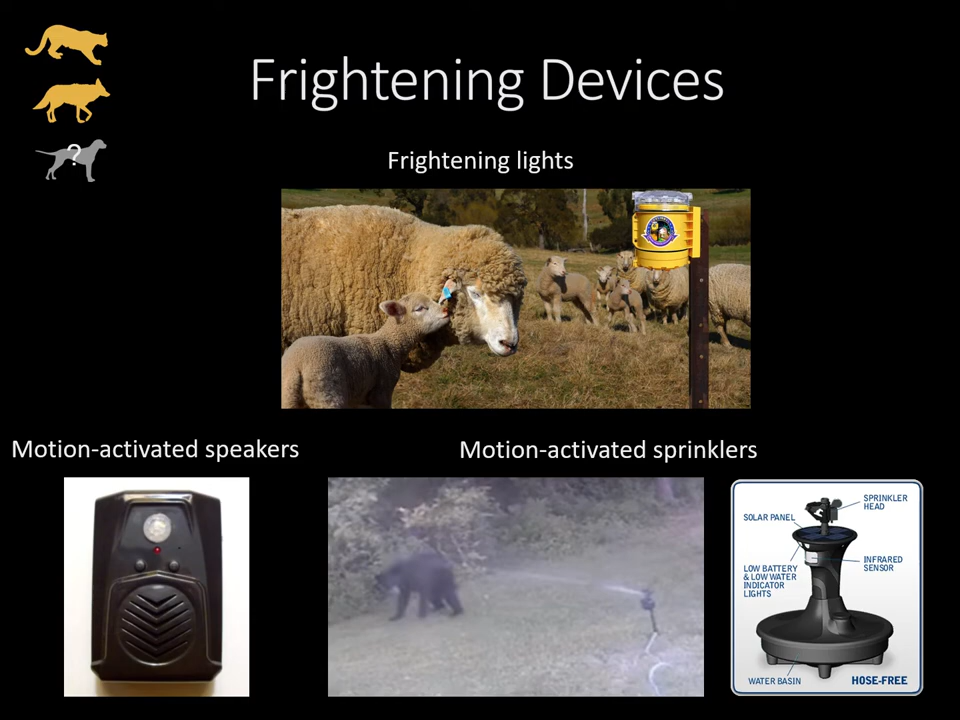 Frightening Devices
?
Frightening lights
Motion-activated speakers
Motion-activated sprinklers
SPRINKLER
HEAD
SOLAR PANEL
INFRARED
SENSOR
LOW BATTERY
& LOW WATER
INDICATOR
LIGHTS
WATER BASIN
HOSE-FREE